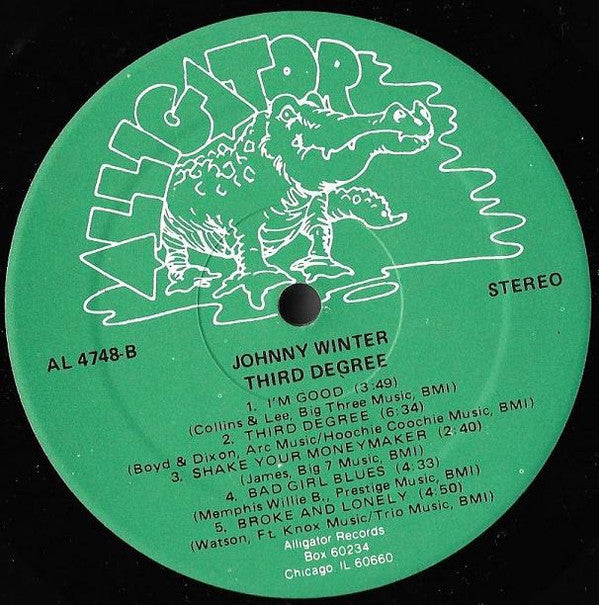 ALLIGATOR
STEREO
AL 4748-B
JOHNNY WINTER
THIRD DEGREE
1. I'M GOOD (3:49)
(Collins & Lee, Big Three Music, BMI)
2. THIRD DEGREE (6:34)
(Boyd & Dixon, Arc Music/Hoochie Coochie Music, BMI)
3. SHAKE YOUR MONEYMAKER (2:40)
(James, Big 7 Music, BMI)
4. BAD GIRL BLUES (4:33)
(Memphis Willie B., Prestige Music, BMI)
5. BROKE AND LONELY (4:50)
(Watson, Ft. Knox Music/Trio Music, BMI)
Alligator Records
Box 60234
Chicago IL 60660